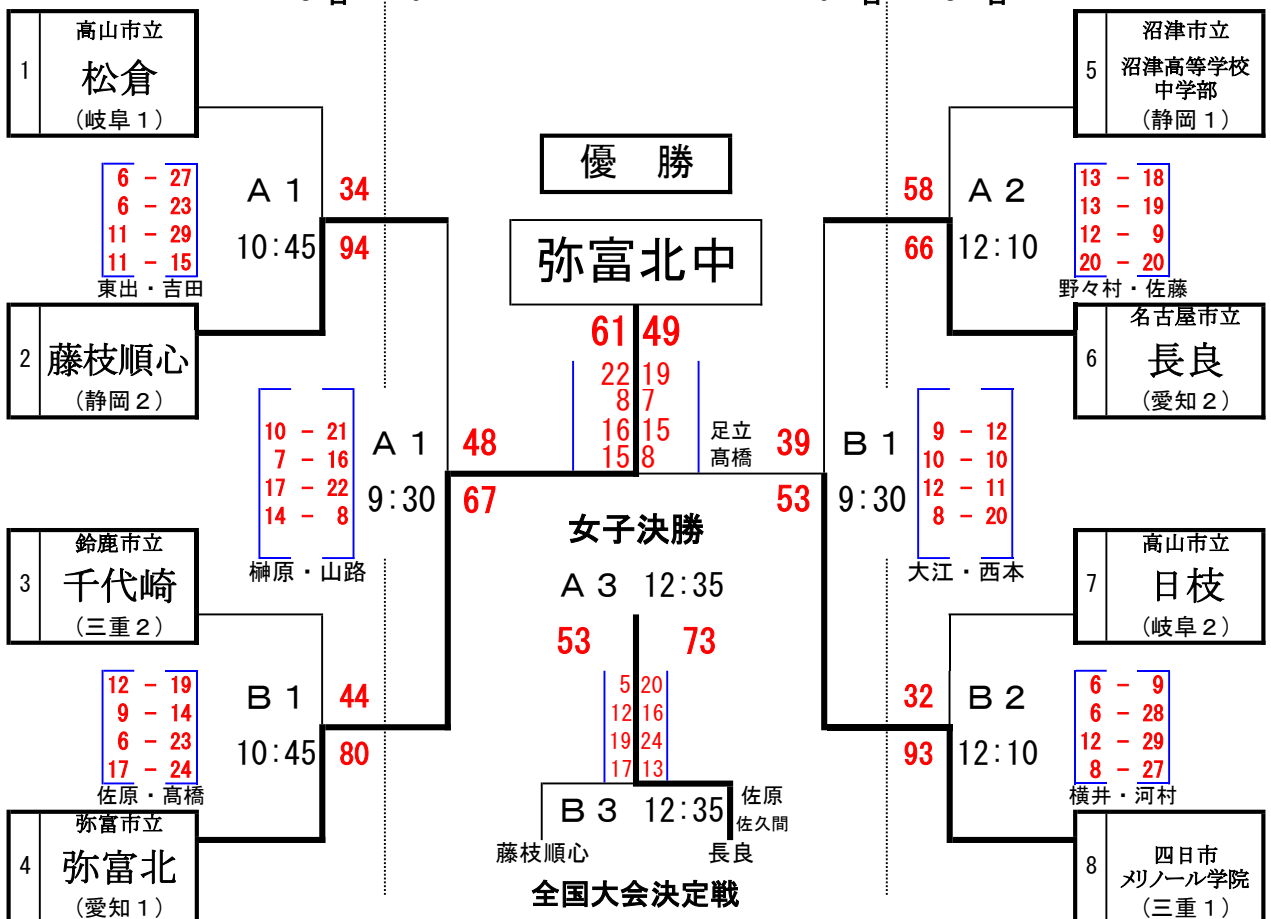 1
高山市立
松倉
(岐阜1)
6 - 27
6 - 23
11 - 29
11 - 15
東出・吉田
A1
10:45
34
94
2
藤枝順心
(静岡2)
10 - 21
7 - 16
17 - 22
14 - 8
榊原・山路
A1
9:30
48
67
3
鈴鹿市立
千代崎
(三重2)
12 - 19
9 - 14
6 - 23
17 - 24
佐原・髙橋
B1
10:45
44
80
4
弥富市立
弥富北
(愛知1)
優 勝
弥富北中
61 49
22 19
8 7
16 15
15 8
足立
髙橋
女子決勝
A3 12:35
53 73
5 20
12 16
19 24
17 13
B3 12:35
佐原
佐久間
藤枝順心 長良
全国大会決定戦
5
沼津市立
沼津高等学校
中学部
(静岡1)
58
66
A2
12:10
13 - 18
13 - 19
12 - 9
20 - 20
野々村・佐藤
6
名古屋市立
長良
(愛知2)
39
53
B1
9:30
9 - 12
10 - 10
12 - 11
8 - 20
大江・西本
7
高山市立
日枝
(岐阜2)
32
93
B2
12:10
6 - 9
6 - 28
12 - 29
8 - 27
横井・河村
8
四日市
メリノール学院
(三重1)